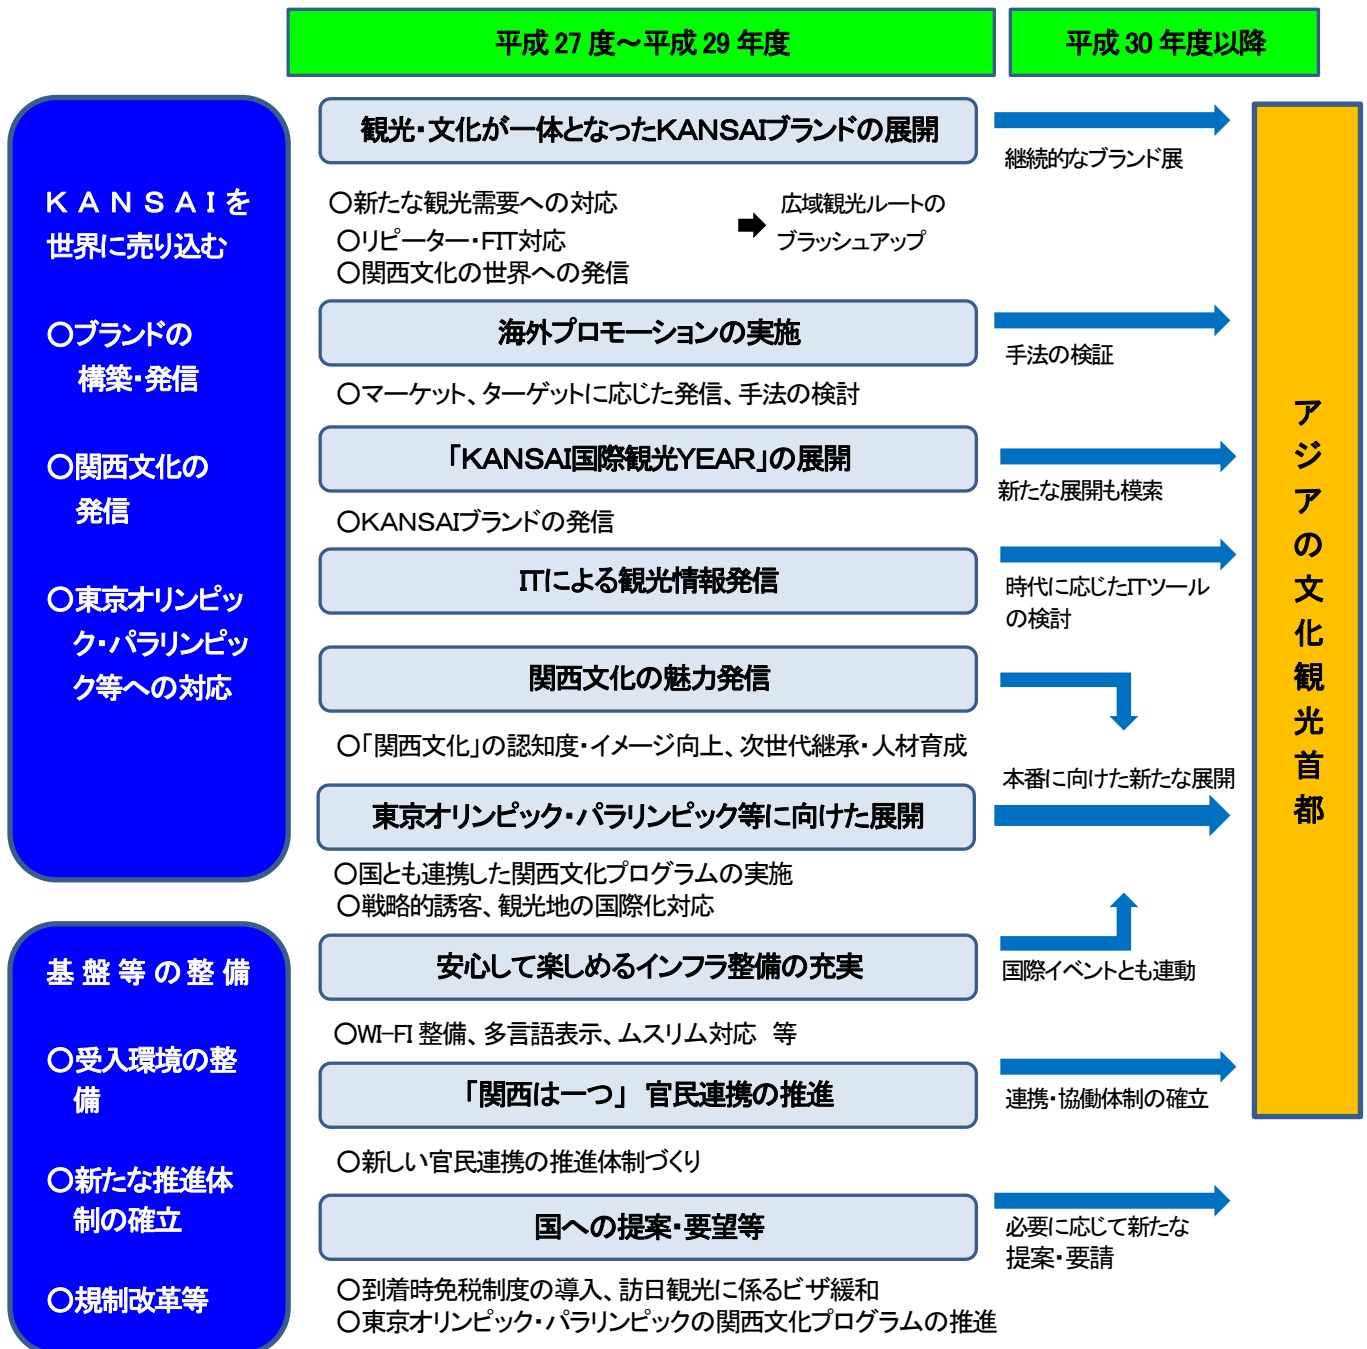 平成 27 度～平成 29 年度
平成 30 年度以降
ＫＡＮＳＡＩを
世界に売り込む
○ブランドの
構築・発信
○関西文化の
発信
○東京オリンピッ
ク・パラリンピッ
ク等への対応
基盤等の整備
○受入環境の整
備
○新たな推進体
制の確立
○規制改革等
観光・文化が一体となったＫＡＮＳＡＩブランドの展開
○新たな観光需要への対応
○リピーター・FIT対応
○関西文化の世界への発信
広域観光ルートの
ブラッシュアップ
継続的なブランド展
海外プロモーションの実施
○マーケット、ターゲットに応じた発信、手法の検討
手法の検証
「ＫＡＮＳＡＩ国際観光ＹＥＡＲ」の展開
○ＫＡＮＳＡＩブランドの発信
新たな展開も模索
ITによる観光情報発信
時代に応じたITツール
の検討
関西文化の魅力発信
○「関西文化」の認知度・イメージ向上、次世代継承・人材育成
本番に向けた新たな展開
東京オリンピック・パラリンピック等に向けた展開
○国とも連携した関西文化プログラムの実施
○戦略的誘客、観光地の国際化対応
安心して楽しめるインフラ整備の充実
国際イベントとも連動
○WI-FI 整備、多言語表示、ムスリム対応　等
「関西は一つ」　官民連携の推進
連携・協働体制の確立
○新しい官民連携の推進体制づくり
国への提案・要望等
必要に応じて新たな
提案・要請
○到着時免税制度の導入、訪日観光に係るビザ緩和
○東京オリンピック・パラリンピックの関西文化プログラムの推進
アジアの文化観光首都